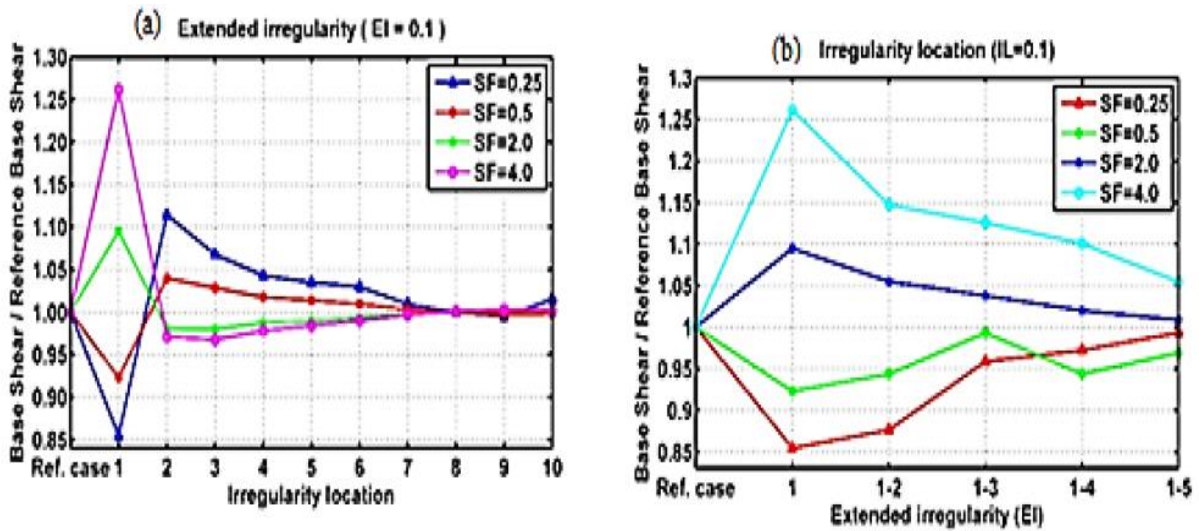 (a) Extended irregularity ( EI = 0.1 )
Base Shear / Reference Base Shear
1.30
1.25
1.20
1.15
1.10
1.05
1.00
0.95
0.90
0.85
SF=0.25
SF=0.5
SF=2.0
SF=4.0
Ref. case 1 2 3 4 5 6 7 8 9 10
Irregularity location
(b) Irregularity location (IL=0.1)
Base Shear / Reference Base Shear
1.3
1.25
1.2
1.15
1.1
1.05
1
0.95
0.9
0.85
SF=0.25
SF=0.5
SF=2.0
SF=4.0
Ref. case 1 1-2 1-3 1-4 1-5
Extended irregularity (EI)